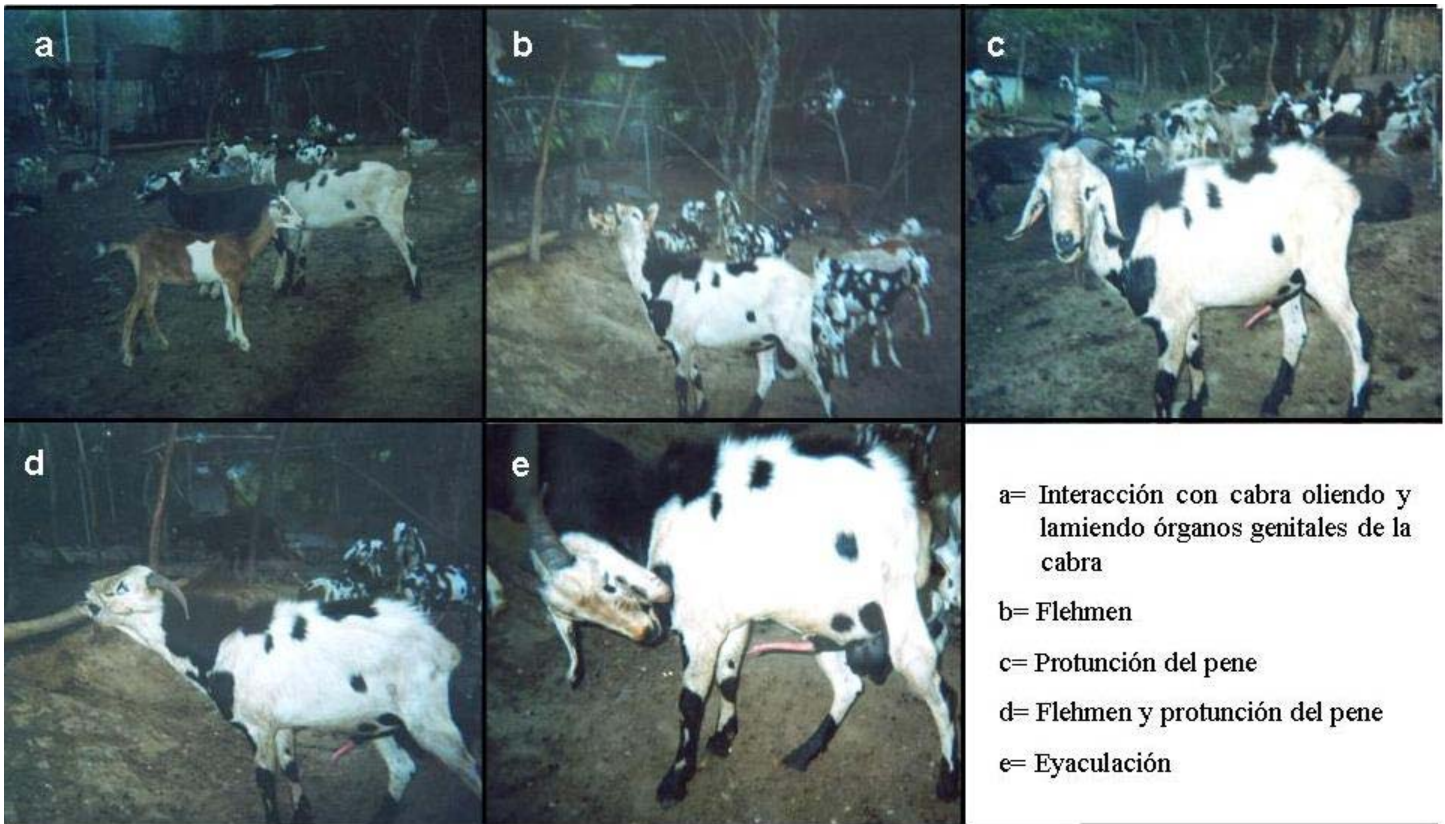 a
b
c
d
e
a= Interacción con cabra oliendo y
lamiendo órganos genitales de la
cabra
b= Flehmen
c= Protunción del pene
d= Flehmen y protunción del pene
e= Eyaculación